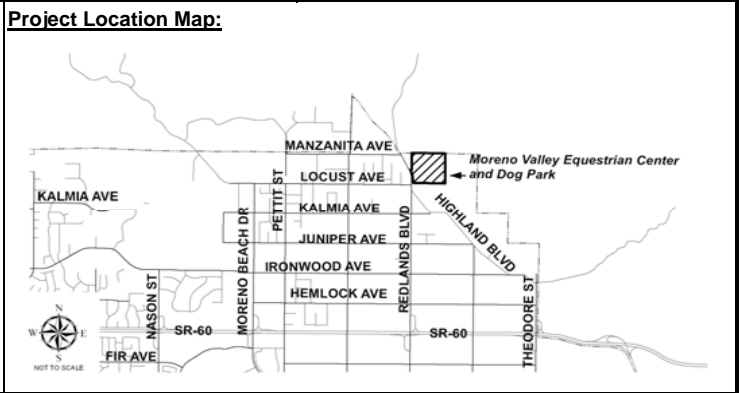 Project Location Map:
MANZANITA AVE
Moreno Valley Equestrian Center
and Dog Park
LOCUST AVE
KALMIA AVE
PETTIT ST
KALMIA AVE
HIGHLAND BLVD
REDLANDS BLVD
MORENO BEACH DR
JUNIPER AVE
IRONWOOD AVE
HEMLOCK AVE
NASON ST
THEODORE ST
N
W
E
S
NOT TO SCALE
SR-60
SR-60
FIR AVE